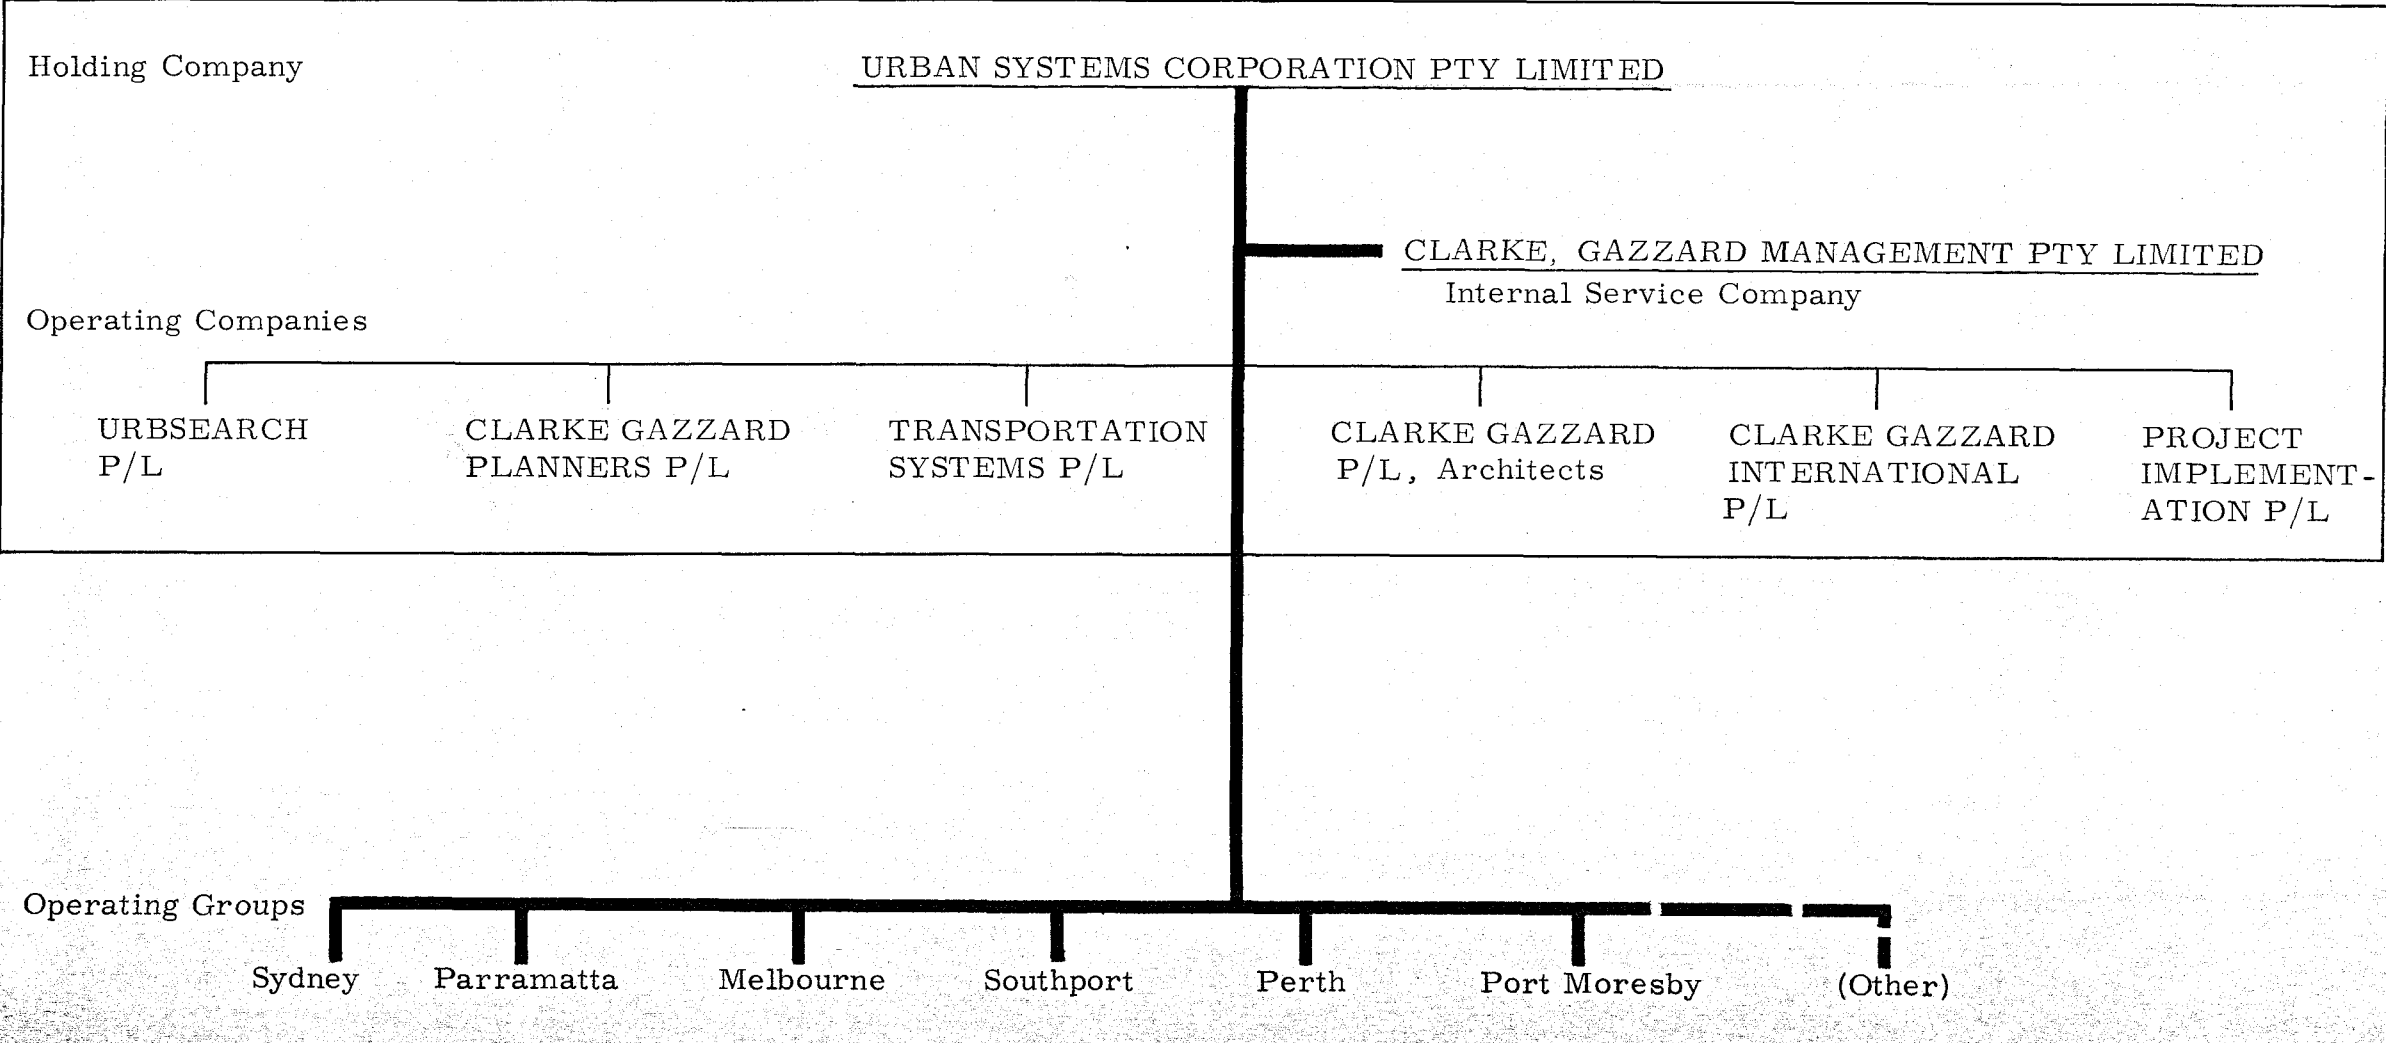 Holding Company
URBAN SYSTEMS CORPORATION PTY LIMITED
CLARKE, GAZZARD MANAGEMENT PTY LIMITED
Internal Service Company
Operating Companies
URBSEARCH
P/L
CLARKE GAZZARD
PLANNERS P/L
TRANSPORTATION
SYSTEMS P/L
CLARKE GAZZARD
P/L, Architects
CLARKE GAZZARD
INTERNATIONAL
P/L
PROJECT
IMPLEMENT-
ATION P/L
Operating Groups
Sydney
Parramatta
Melbourne
Southport
Perth
Port Moresby
(Other)